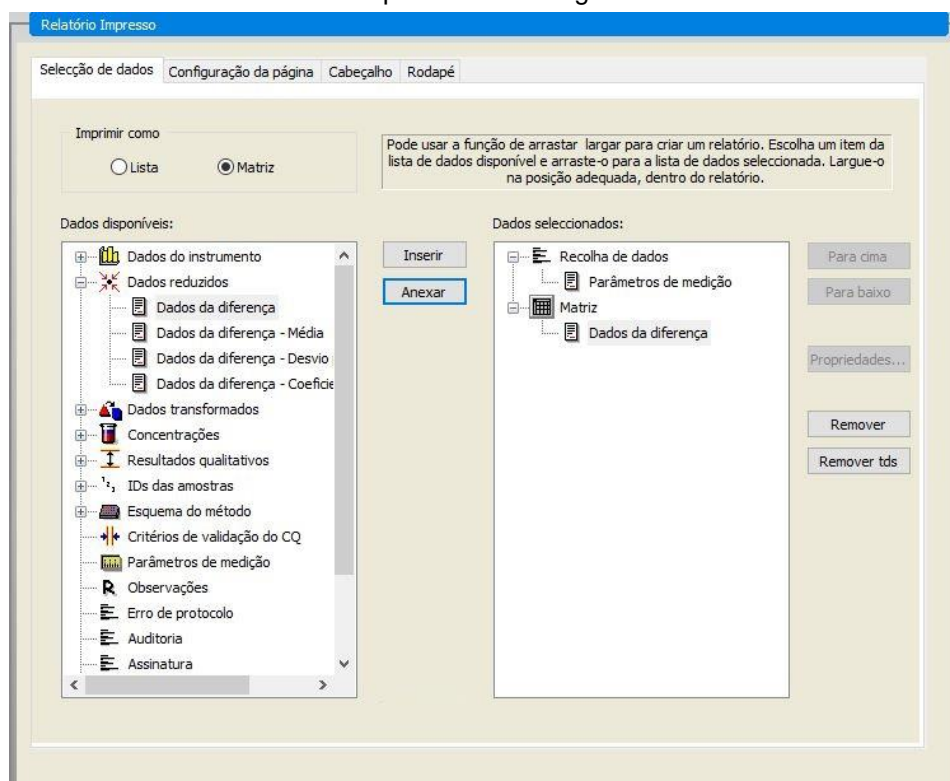 Relatório Impresso
Selecção de dados Configuração da página Cabeçalho Rodapé
Imprimir como
Lista Matriz
Pode usar a função de arrastar largar para criar um relatório. Escolha um item da
lista de dados disponível e arraste-o para a lista de dados seleccionada. Largue-o
na posição adequada, dentro do relatório.
Dados disponíveis:
Dados do instrumento
Dados reduzidos
Dados da diferença
Dados da diferença - Média
Dados da diferença - Desvio
Dados da diferença - Coeficie
Dados transformados
Concentrações
Resultados qualitativos
IDs das amostras
Esquema do método
Critérios de validação do CQ
Parâmetros de medição
Observações
Erro de protocolo
Auditoria
Assinatura
Inserir
Anexar
Dados seleccionados:
Recolha de dados
Parâmetros de medição
Matriz
Dados da diferença
Para cima
Para baixo
Propriedades...
Remover
Remover tds